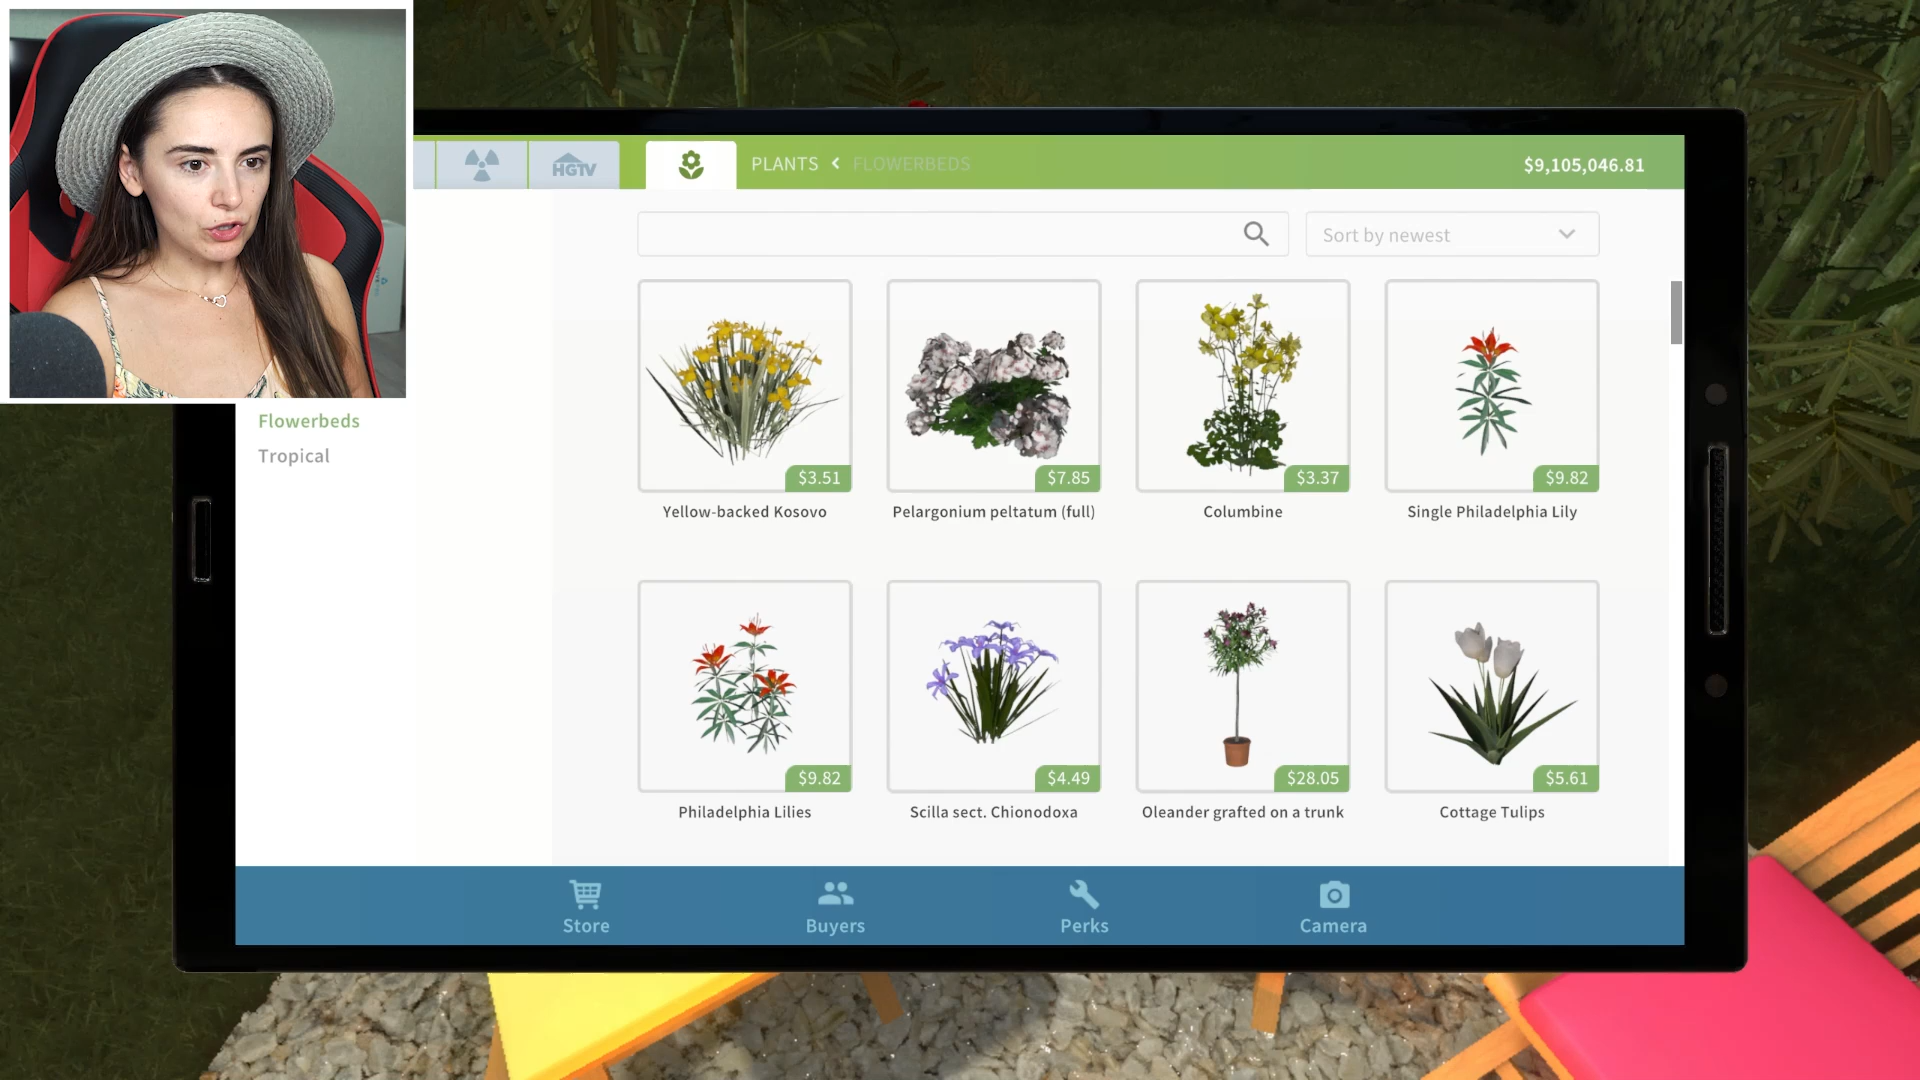 HGTV
PLANTS < FLOWERBEDS
$9,105,046.81
Sort by newest
Flowerbeds
Tropical
$3.51
$7.85
$3.37
$9.82
Yellow-backed Kosovo
Pelargonium peltatum (full)
Columbine
Single Philadelphia Lily
$9.82
$4.49
$28.05
$5.61
Philadelphia Lilies
Scilla sect. Chionodoxa
Oleander grafted on a trunk
Cottage Tulips
Store
Buyers
Perks
Camera